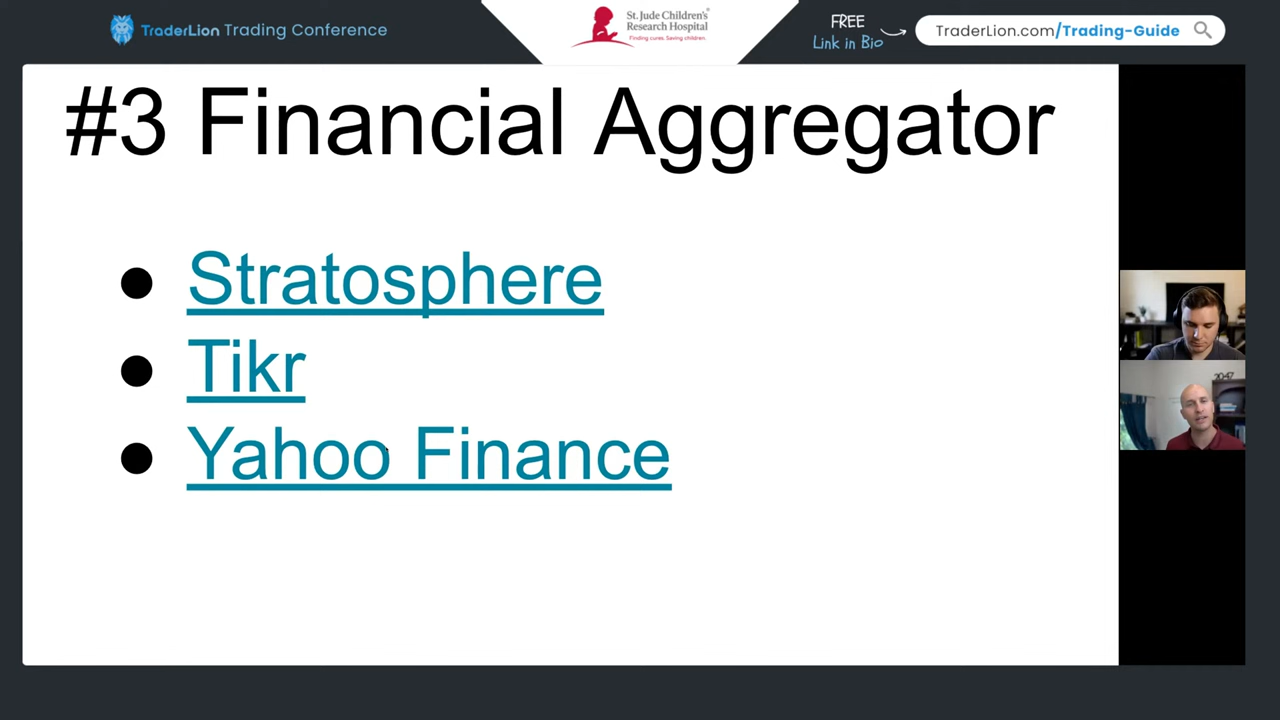 TraderLion Trading Conference
St. Jude Children's
Research Hospital
Finding cures. Saving children.
FREE
Link in Bio
TraderLion.com/Trading-Guide
#3 Financial Aggregator
• Stratosphere
• Tikr
• Yahoo Finance